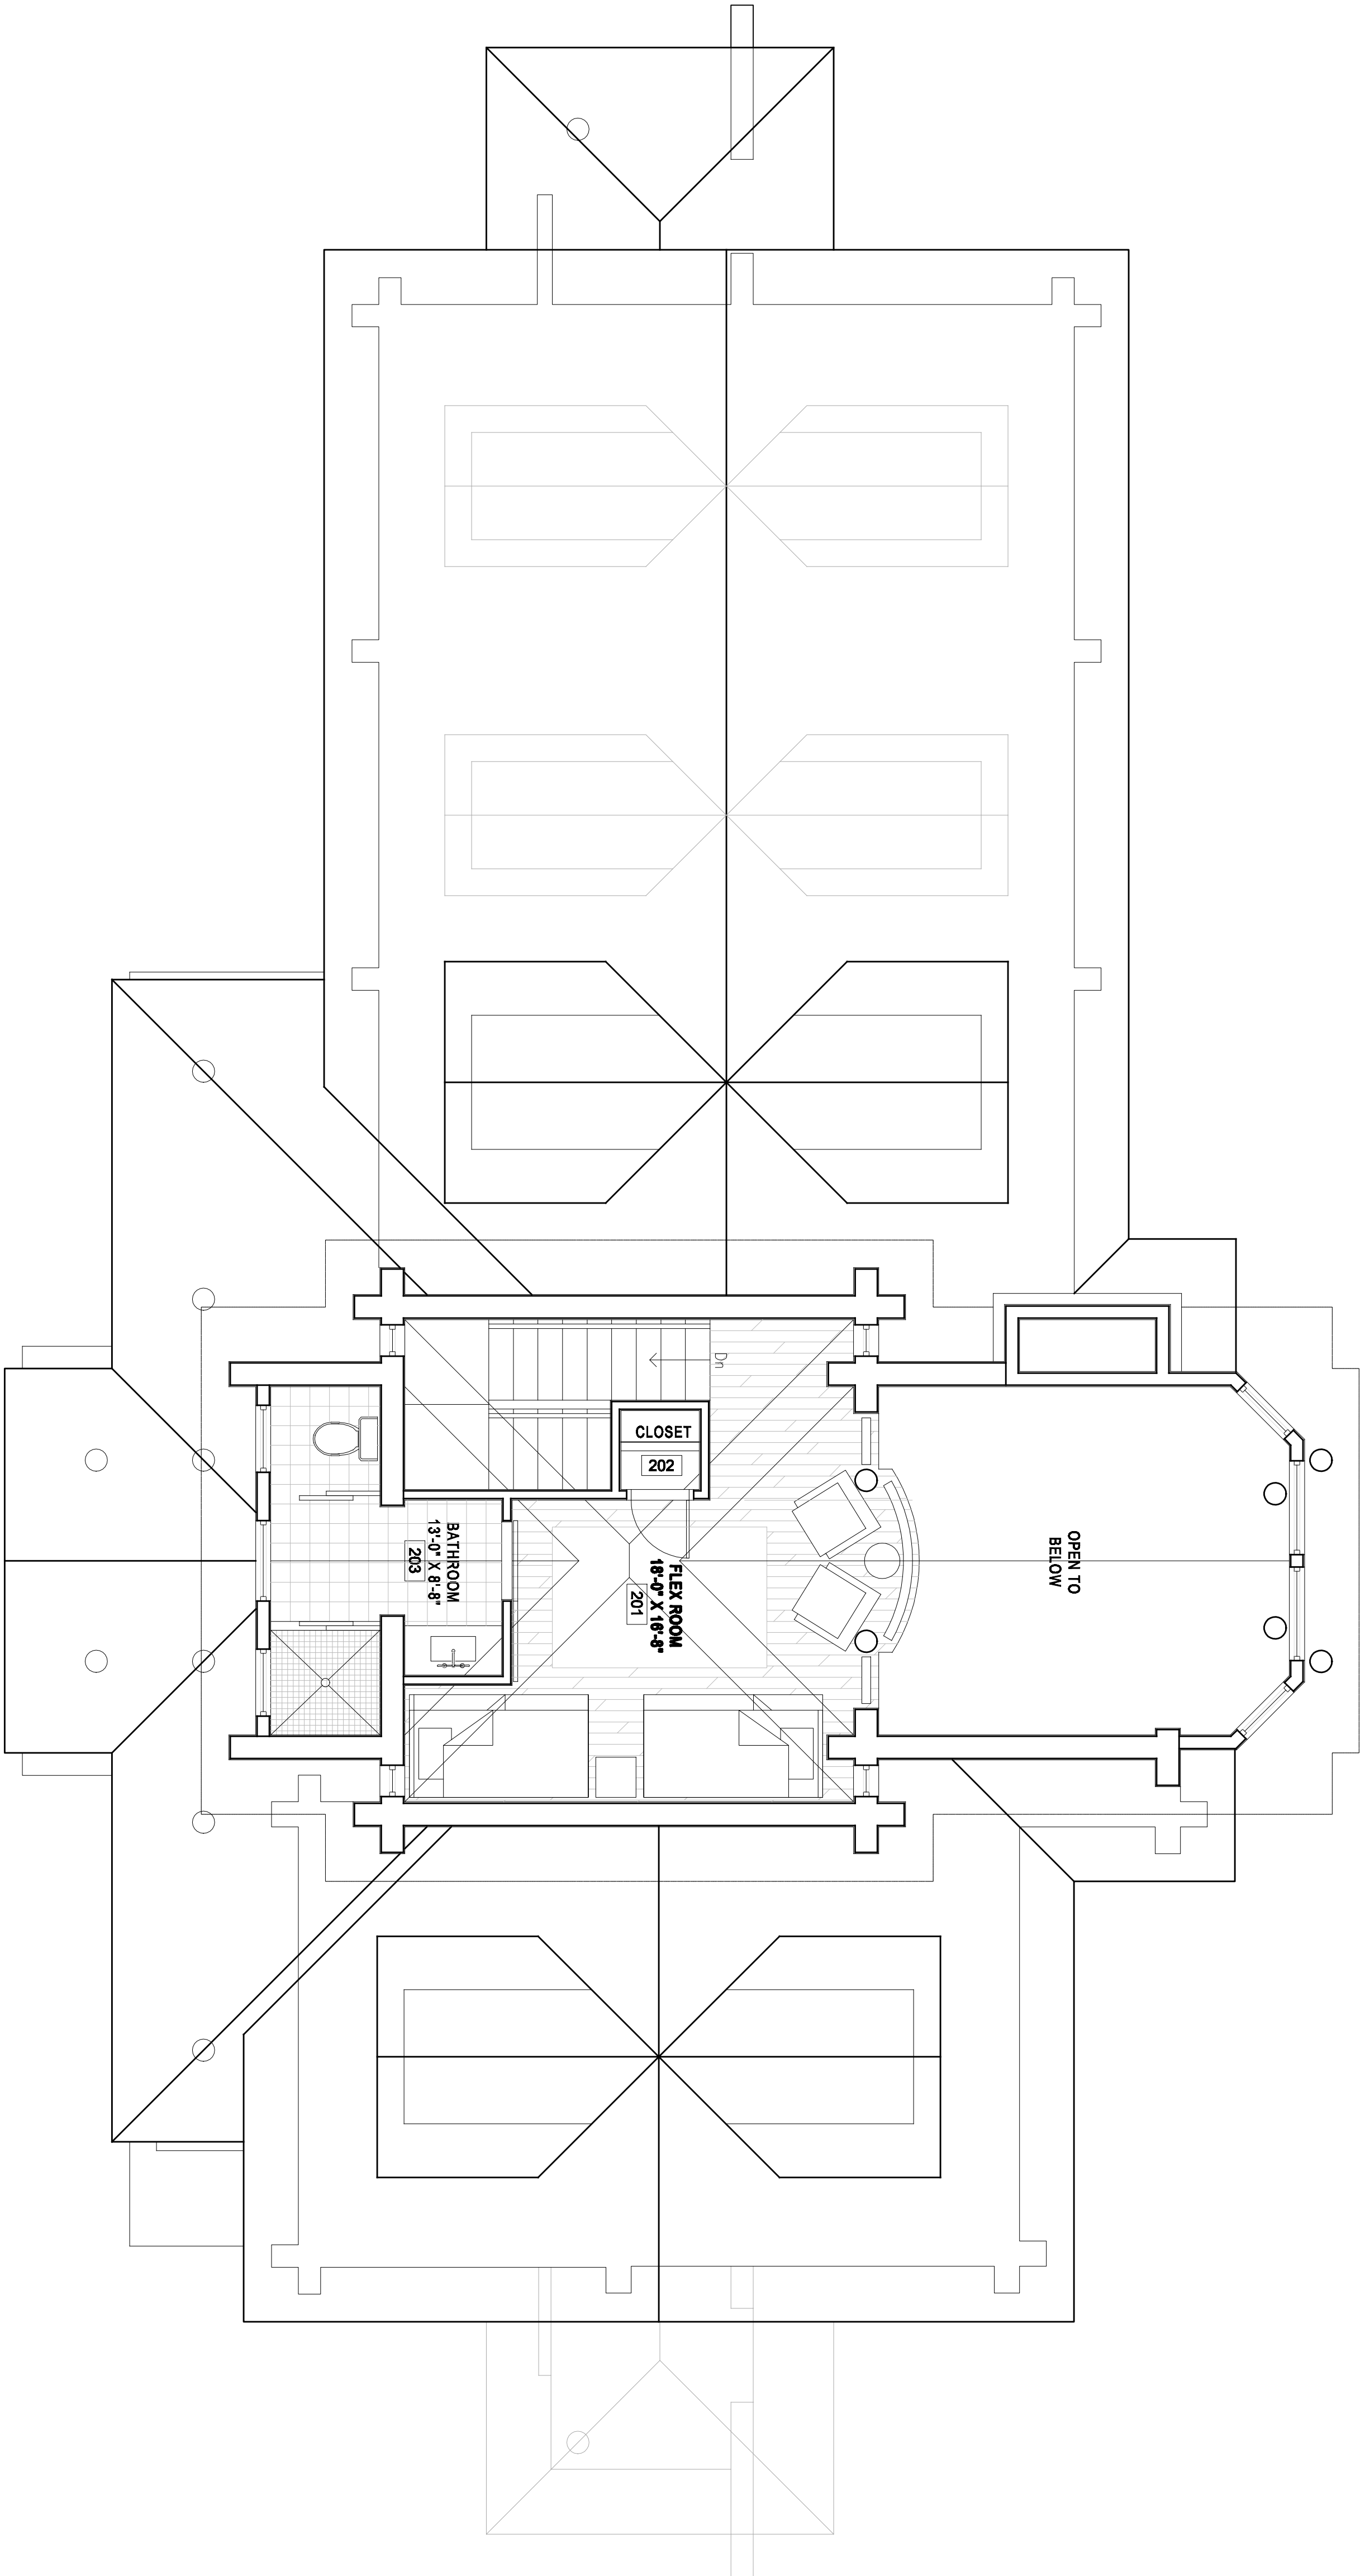 Dn
CLOSET
202
OPEN TO
BELOW
FLEX ROOM
18'-0" X 16'-8"
201
BATHROOM
13'-0" X 8'-8"
203